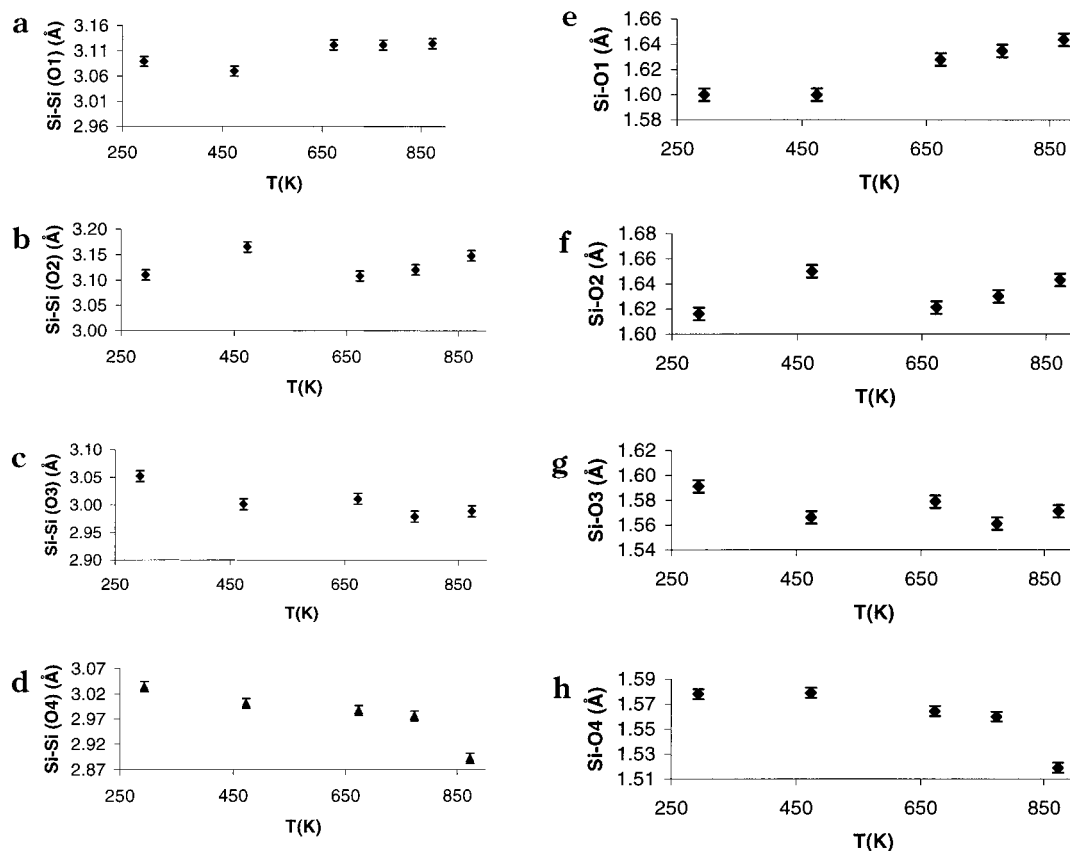 a
Si-Si (O1) (Å)
3.16
3.11
3.06
3.01
2.96
250 450 650 850
T(K)
b
Si-Si (O2) (Å)
3.20
3.15
3.10
3.05
3.00
250 450 650 850
T(K)
c
Si-Si (O3) (Å)
3.10
3.05
3.00
2.95
2.90
250 450 650 850
T(K)
d
Si-Si (O4) (Å)
3.07
3.02
2.97
2.92
2.87
250 450 650 850
T(K)
e
Si-O1 (Å)
1.66
1.64
1.62
1.60
1.58
250 450 650 850
T(K)
f
Si-O2 (Å)
1.68
1.66
1.64
1.62
1.60
250 450 650 850
T(K)
g
Si-O3 (Å)
1.62
1.60
1.58
1.56
1.54
250 450 650 850
T(K)
h
Si-O4 (Å)
1.59
1.57
1.55
1.53
1.51
250 450 650 850
T(K)